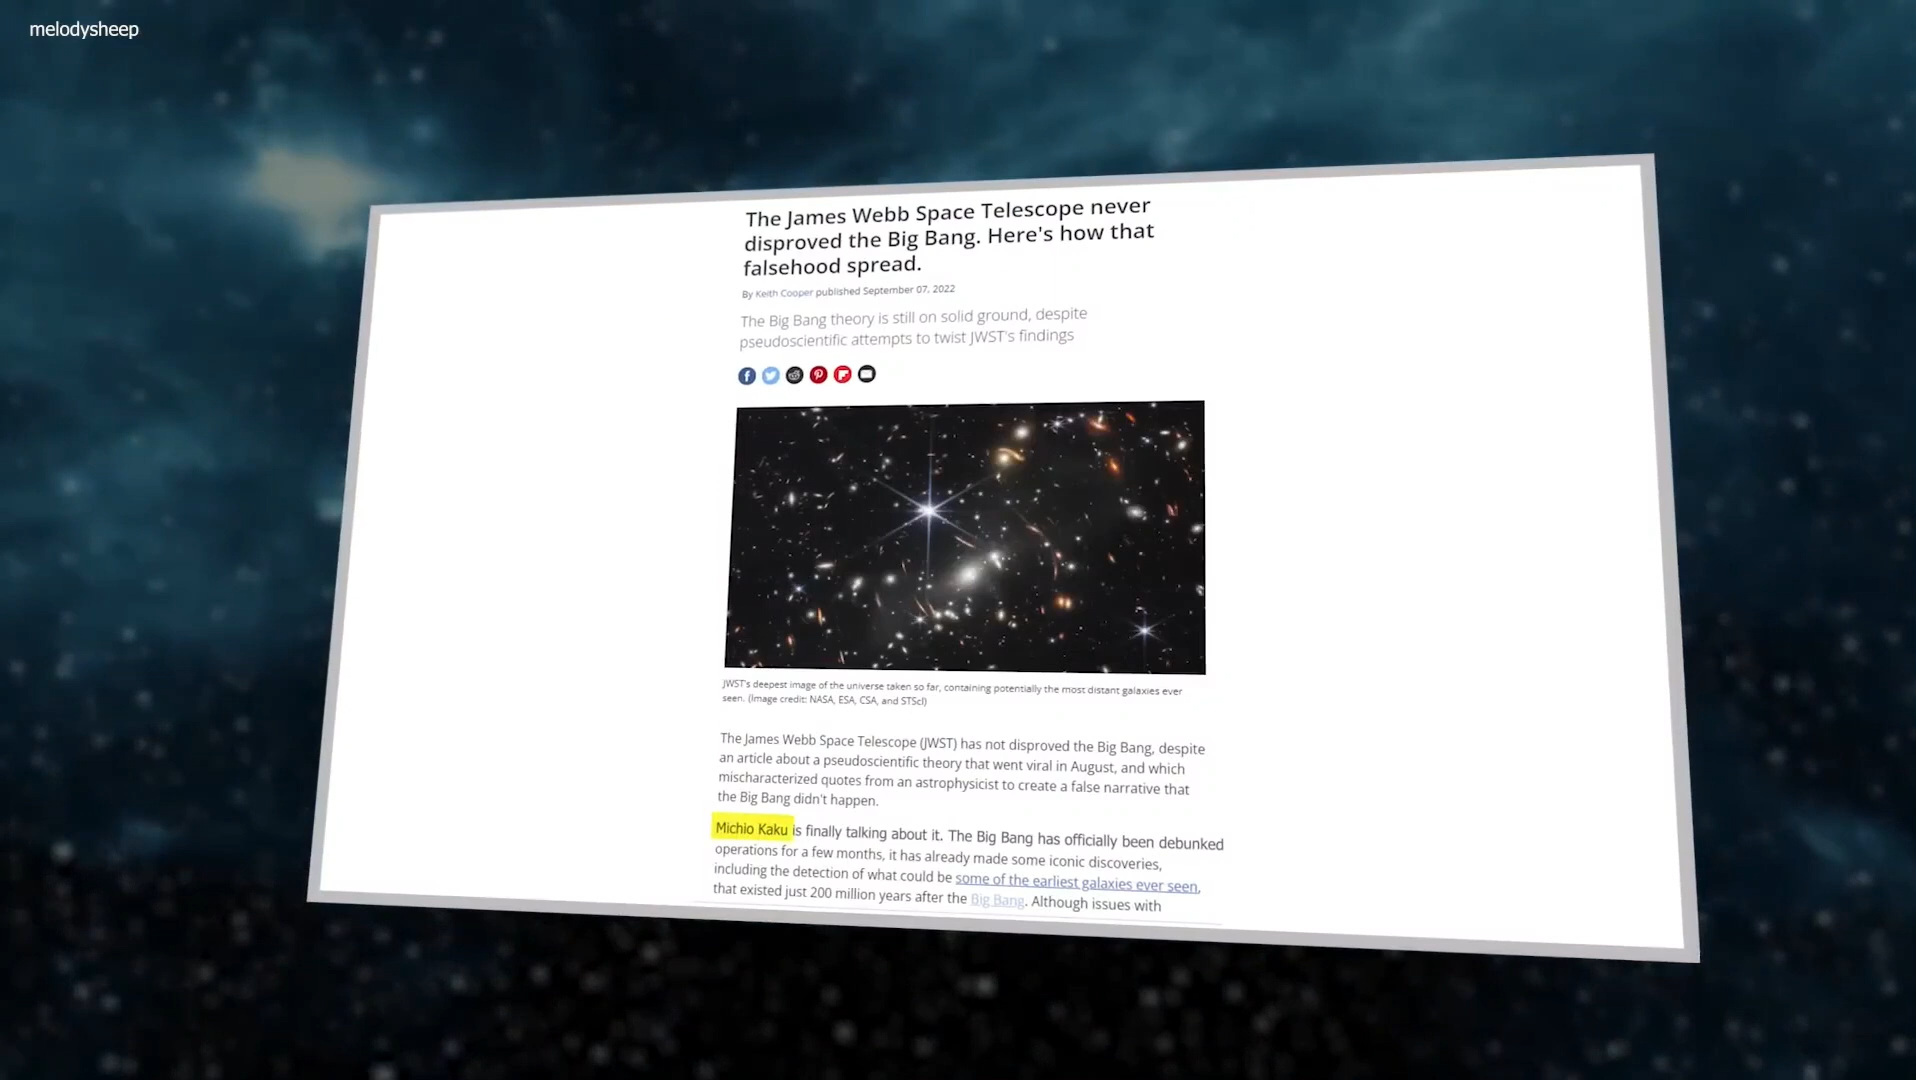 melodysheep
The James Webb Space Telescope never
disproved the Big Bang. Here's how that
falsehood spread.
By Keith Cooper published September 07, 2022
The Big Bang theory is still on solid ground, despite
pseudoscientific attempts to twist JWST's findings
JWST's deepest image of the universe taken so far, containing potentially the most distant galaxies ever
seen. (Image credit: NASA, ESA, CSA, and STScI)
The James Webb Space Telescope (JWST) has not disproved the Big Bang, despite
an article about a pseudoscientific theory that went viral in August, and which
mischaracterized quotes from an astrophysicist to create a false narrative that
the Big Bang didn't happen.
Michio Kaku is finally talking about it. The Big Bang has officially been debunked
operations for a few months, it has already made some iconic discoveries,
including the detection of what could be some of the earliest galaxies ever seen,
that existed just 200 million years after the Big Bang. Although issues with